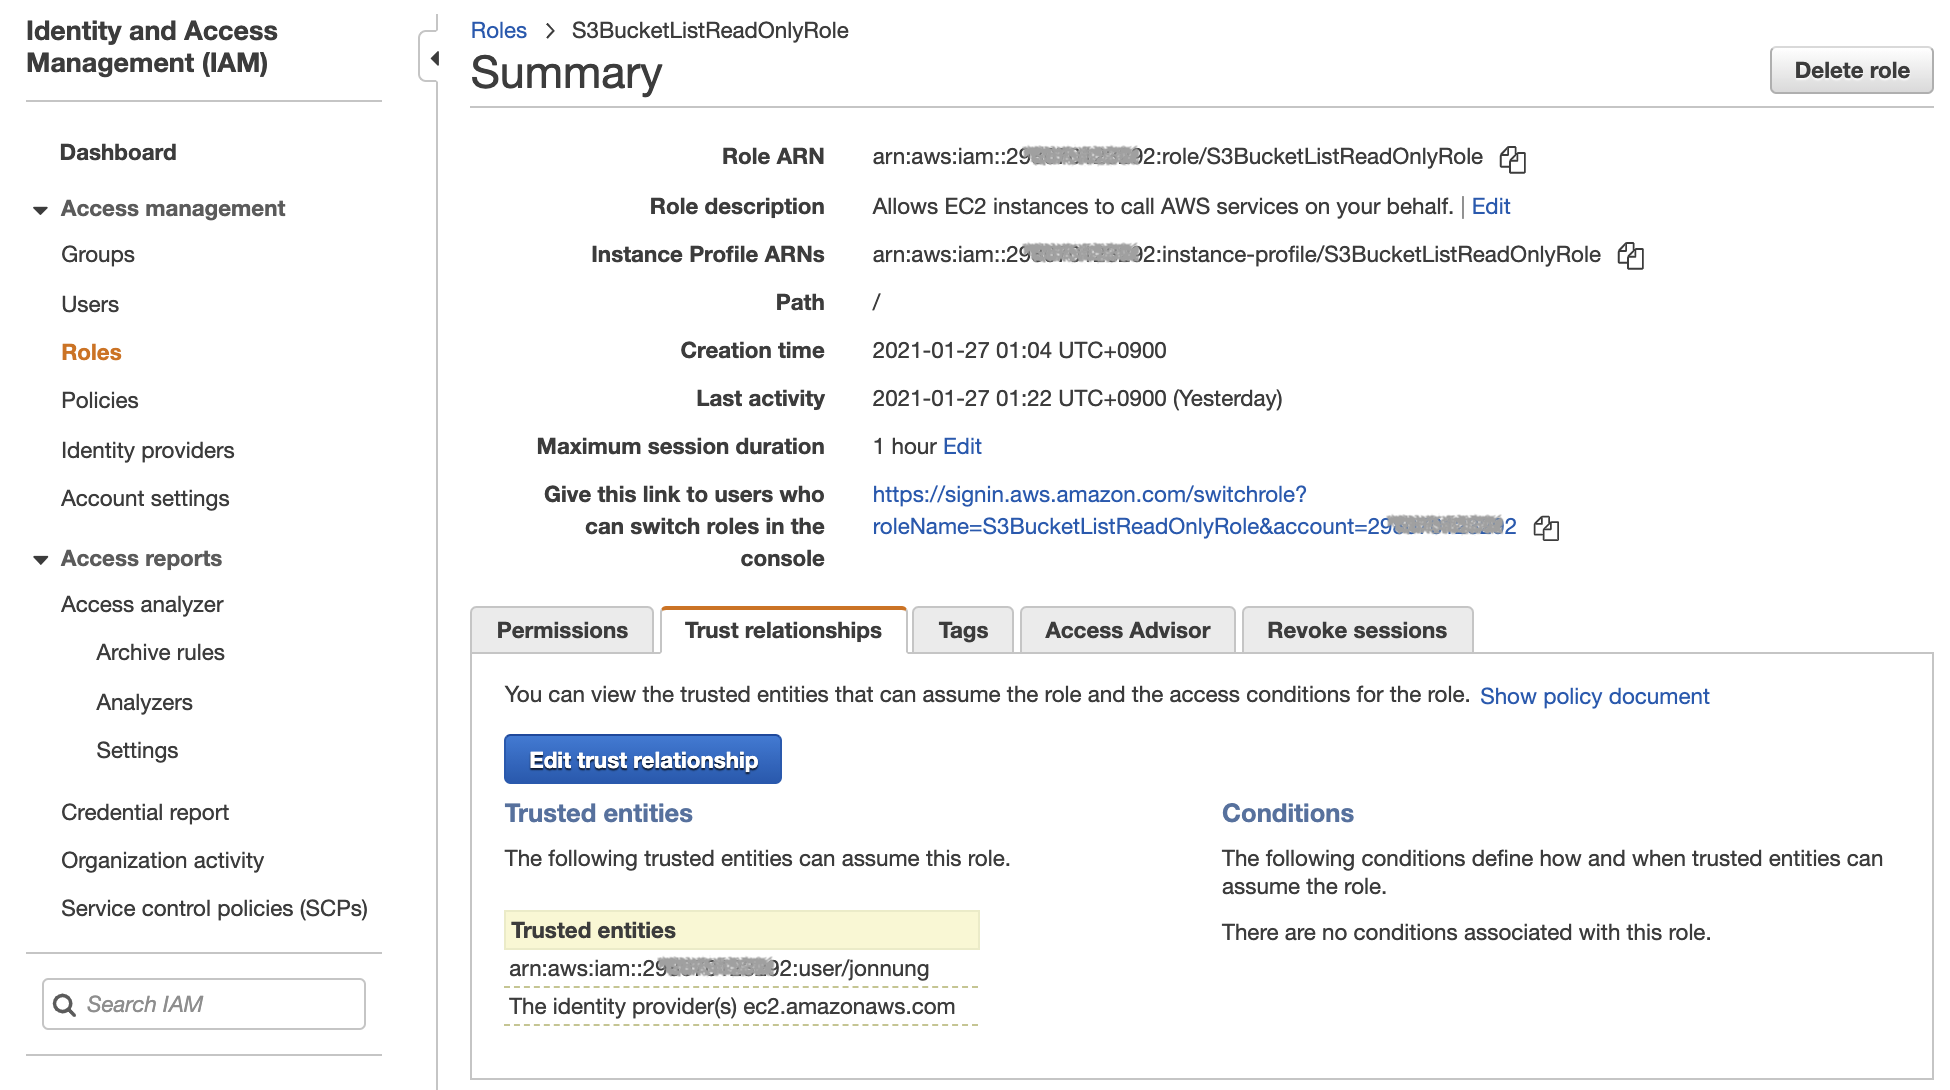 Identity and Access
Management (IAM)
Dashboard
Access management
Groups
Users
Roles
Policies
Identity providers
Account settings
Access reports
Access analyzer
Archive rules
Analyzers
Settings
Credential report
Organization activity
Service control policies (SCPs)
Search IAM
Roles > S3BucketListReadOnlyRole
Summary
Delete role
Role ARN arn:aws:iam::29 92:role/S3BucketListReadOnlyRole
Role description Allows EC2 instances to call AWS services on your behalf. | Edit
Instance Profile ARNs arn:aws:iam::29 92:instance-profile/S3BucketListReadOnlyRole
Path /
Creation time 2021-01-27 01:04 UTC+0900
Last activity 2021-01-27 01:22 UTC+0900 (Yesterday)
Maximum session duration 1 hour Edit
Give this link to users who https://signin.aws.amazon.com/switchrole?
can switch roles in the roleName=S3BucketListReadOnlyRole&account=29 2
console
Permissions Trust relationships Tags Access Advisor Revoke sessions
You can view the trusted entities that can assume the role and the access conditions for the role. Show policy document
Edit trust relationship
Trusted entities
The following trusted entities can assume this role.
Trusted entities
arn:aws:iam::29 92:user/jonnung
The identity provider(s) ec2.amazonaws.com
Conditions
The following conditions define how and when trusted entities can
assume the role.
There are no conditions associated with this role.